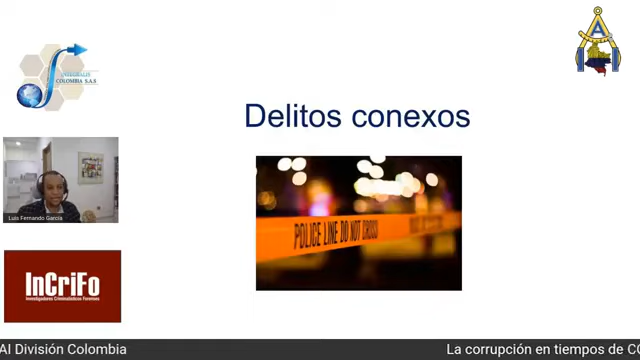 INTEGRALIS
COLOMBIA S.A.S
Delitos conexos
POLICE LINE DO NOT CROSS
Luis Fernando Garcia
InCriFo
Investigadores Criminalísticos Forenses
AI División Colombia
La corrupción en tiempos de CO